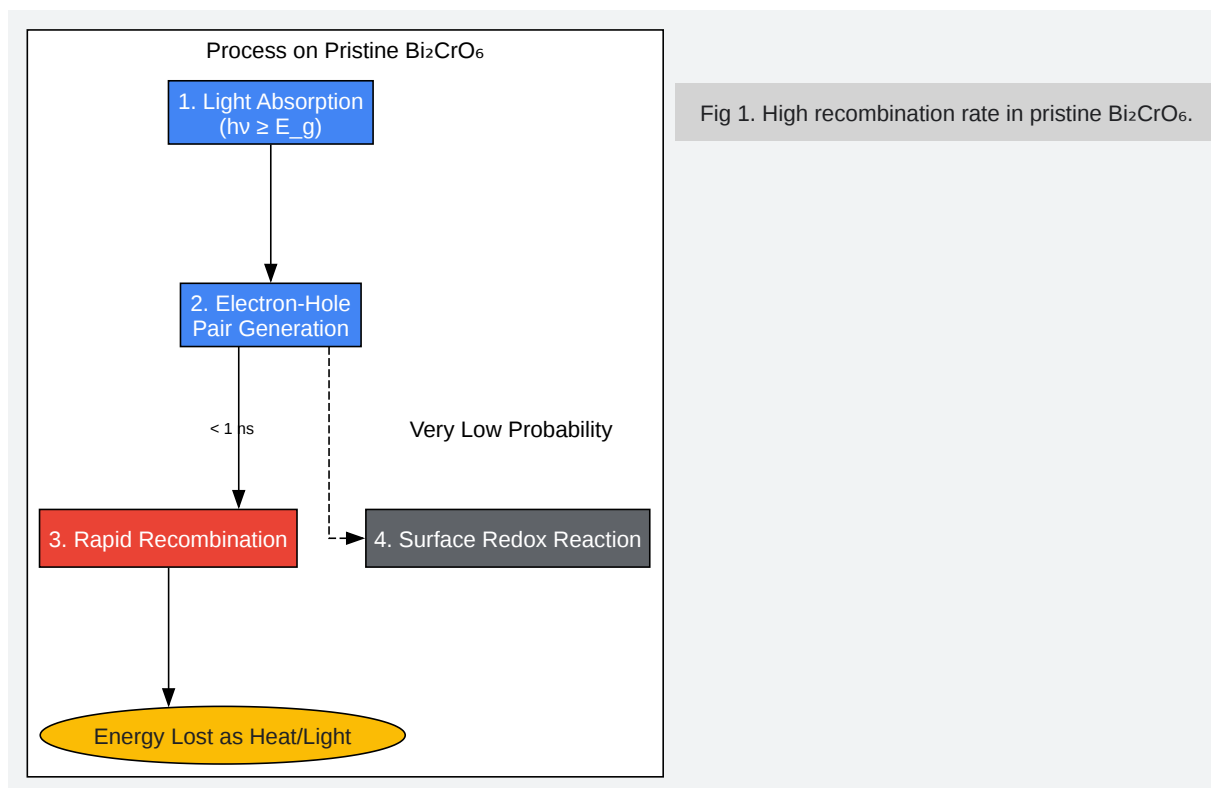 Process on Pristine Bi₂CrO₆
1. Light Absorption
(hν ≥ E_g)
Fig 1. High recombination rate in pristine Bi₂CrO₆.
2. Electron-Hole
Pair Generation
< 1 ns
Very Low Probability
3. Rapid Recombination
4. Surface Redox Reaction
Energy Lost as Heat/Light